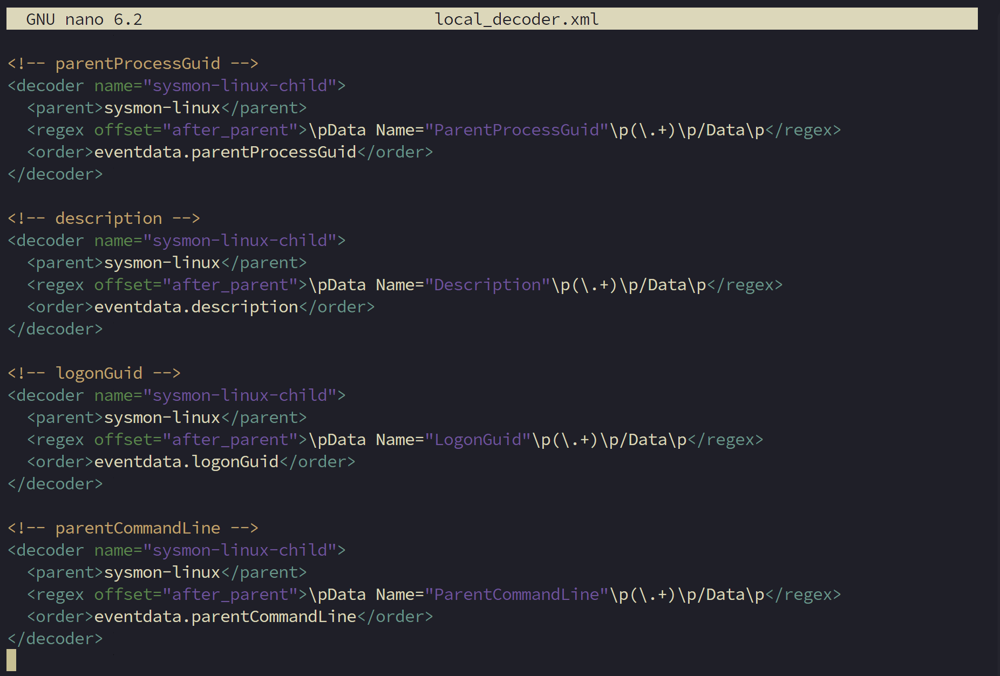 GNU nano 6.2 local_decoder.xml
<!-- parentProcessGuid -->
<decoder name="sysmon-linux-child">
  <parent>sysmon-linux</parent>
  <regex offset="after_parent">\pData Name="ParentProcessGuid"\p(\.+)\p/Data\p</regex>
  <order>eventdata.parentProcessGuid</order>
</decoder>
<!-- description -->
<decoder name="sysmon-linux-child">
  <parent>sysmon-linux</parent>
  <regex offset="after_parent">\pData Name="Description"\p(\.+)\p/Data\p</regex>
  <order>eventdata.description</order>
</decoder>
<!-- logonGuid -->
<decoder name="sysmon-linux-child">
  <parent>sysmon-linux</parent>
  <regex offset="after_parent">\pData Name="LogonGuid"\p(\.+)\p/Data\p</regex>
  <order>eventdata.logonGuid</order>
</decoder>
<!-- parentCommandLine -->
<decoder name="sysmon-linux-child">
  <parent>sysmon-linux</parent>
  <regex offset="after_parent">\pData Name="ParentCommandLine"\p(\.+)\p/Data\p</regex>
  <order>eventdata.parentCommandLine</order>
</decoder>